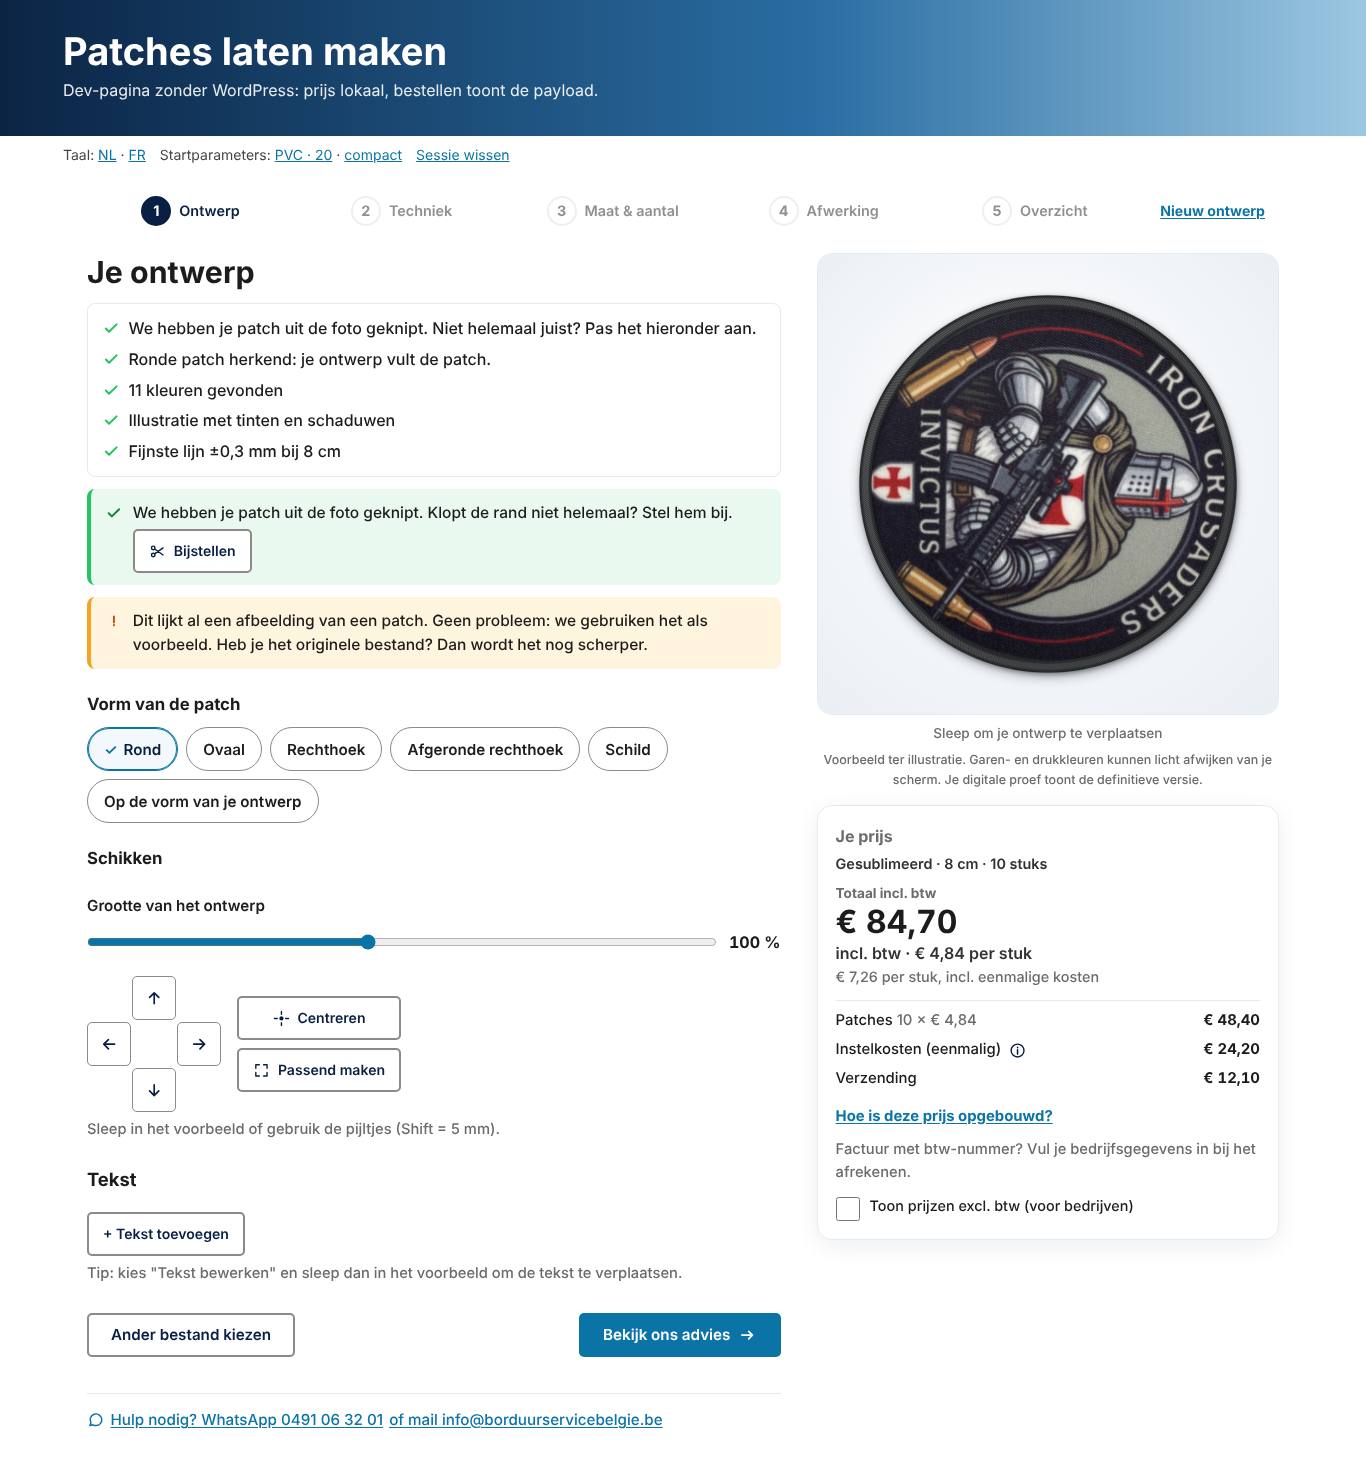 Patches laten maken
Dev-pagina zonder WordPress: prijs lokaal, bestellen toont de payload.
Taal: NL · FR Startparameters: PVC · 20 · compact Sessie wissen
1 Ontwerp
2 Techniek
3 Maat & aantal
4 Afwerking
5 Overzicht
Nieuw ontwerp
Je ontwerp
We hebben je patch uit de foto geknipt. Niet helemaal juist? Pas het hieronder aan.
Ronde patch herkend: je ontwerp vult de patch.
11 kleuren gevonden
Illustratie met tinten en schaduwen
Fijnste lijn ±0,3 mm bij 8 cm
We hebben je patch uit de foto geknipt. Klopt de rand niet helemaal? Stel hem bij.
Bijstellen
! Dit lijkt al een afbeelding van een patch. Geen probleem: we gebruiken het als
voorbeeld. Heb je het originele bestand? Dan wordt het nog scherper.
Vorm van de patch
Rond
Ovaal
Rechthoek
Afgeronde rechthoek
Schild
Op de vorm van je ontwerp
Schikken
Grootte van het ontwerp
100 %
Centreren
Passend maken
Sleep in het voorbeeld of gebruik de pijltjes (Shift = 5 mm).
Tekst
+ Tekst toevoegen
Tip: kies "Tekst bewerken" en sleep dan in het voorbeeld om de tekst te verplaatsen.
Ander bestand kiezen
Bekijk ons advies →
Hulp nodig? WhatsApp 0491 06 32 01 of mail info@borduurservicebelgie.be
IRON CRUSADERS
INVICTUS
Sleep om je ontwerp te verplaatsen
Voorbeeld ter illustratie. Garen- en drukkleuren kunnen licht afwijken van je
scherm. Je digitale proef toont de definitieve versie.
Je prijs
Gesublimeerd · 8 cm · 10 stuks
Totaal incl. btw
€ 84,70
incl. btw · € 4,84 per stuk
€ 7,26 per stuk, incl. eenmalige kosten
Patches 10 × € 4,84 € 48,40
Instelkosten (eenmalig) € 24,20
Verzending € 12,10
Hoe is deze prijs opgebouwd?
Factuur met btw-nummer? Vul je bedrijfsgegevens in bij het
afrekenen.
Toon prijzen excl. btw (voor bedrijven)